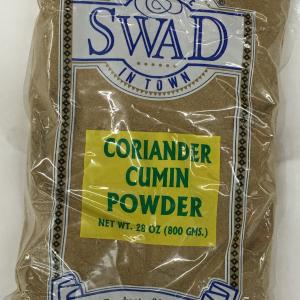 &
SWAD
®
IN TOWN
CORIANDER
CUMIN
POWDER
NET WT. 28 OZ (800 GMS.)